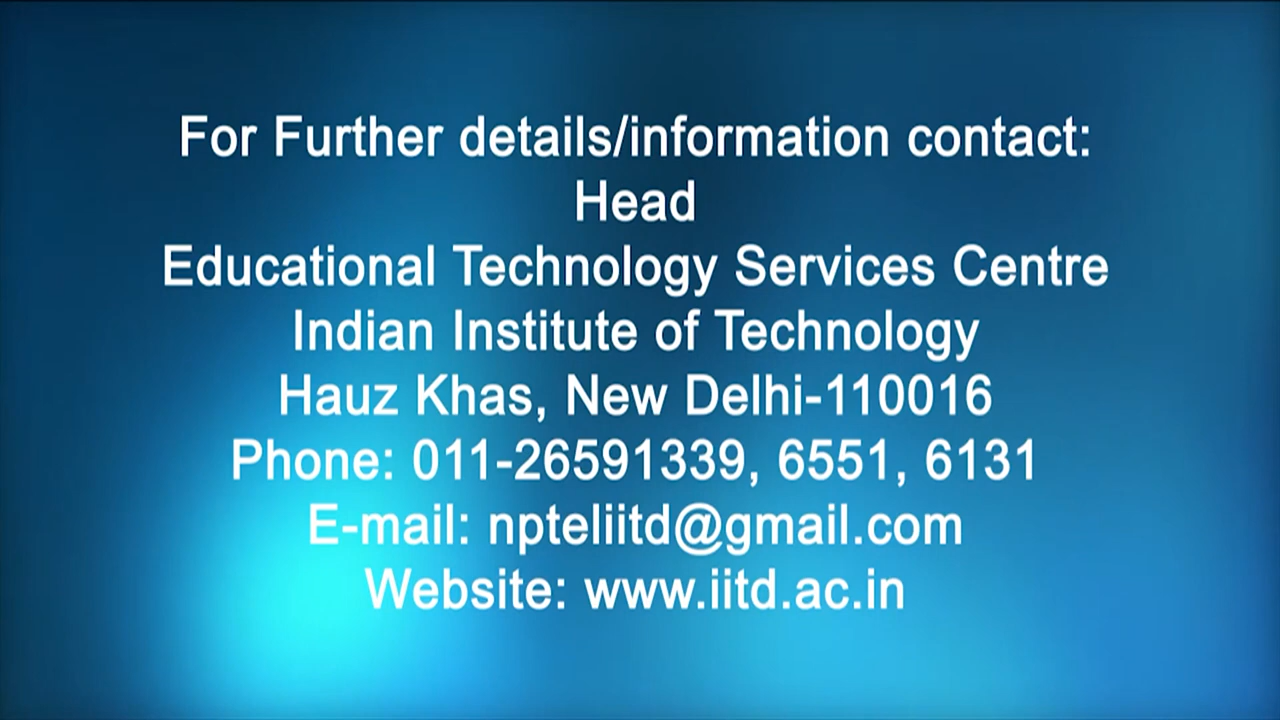 For Further details/information contact:
Head
Educational Technology Services Centre
Indian Institute of Technology
Hauz Khas, New Delhi-110016
Phone: 011-26591339, 6551, 6131
E-mail: npteliitd@gmail.com
Website: www.iitd.ac.in